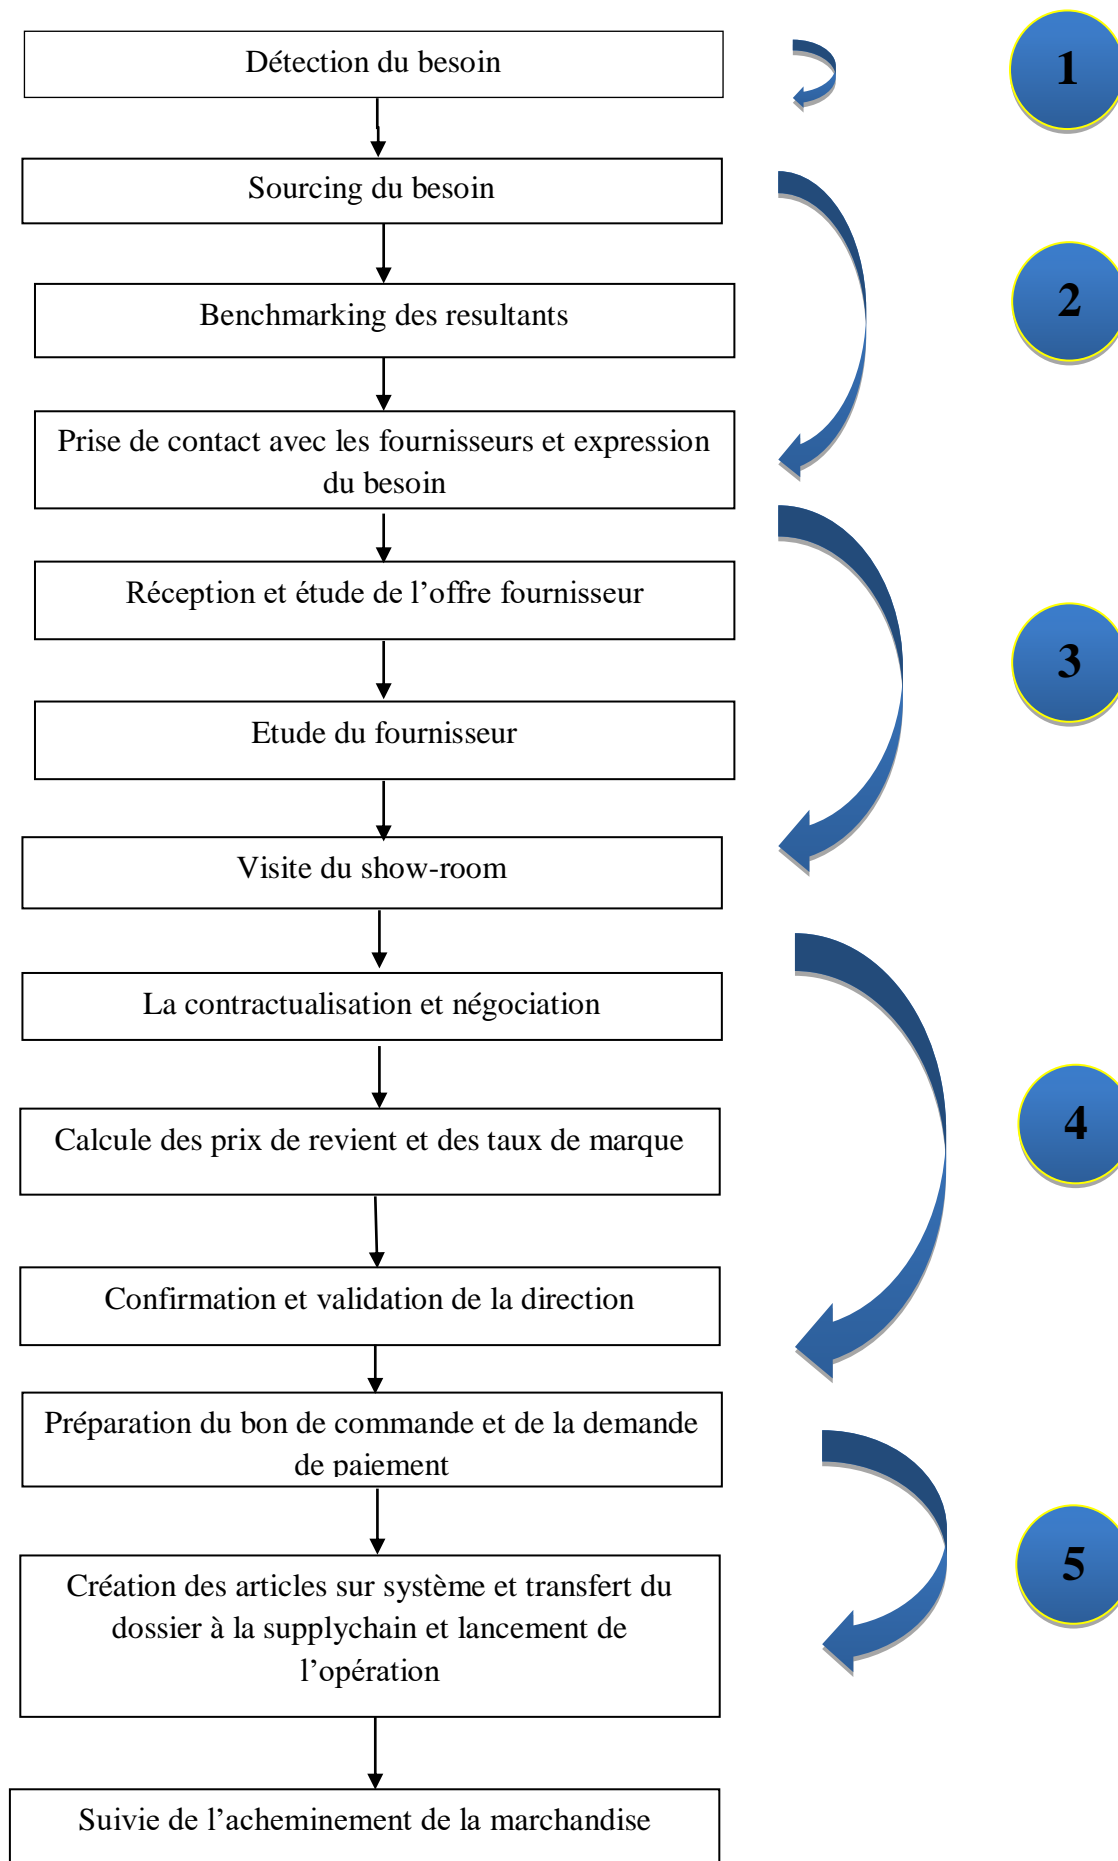 Détection du besoin
1
Sourcing du besoin
2
Benchmarking des resultants
Prise de contact avec les fournisseurs et expression
du besoin
Réception et étude de l’offre fournisseur
3
Etude du fournisseur
Visite du show-room
La contractualisation et négociation
Calcule des prix de revient et des taux de marque
4
Confirmation et validation de la direction
Préparation du bon de commande et de la demande
de paiement
Création des articles sur système et transfert du
dossier à la supplychain et lancement de
l’opération
5
Suivie de l’acheminement de la marchandise